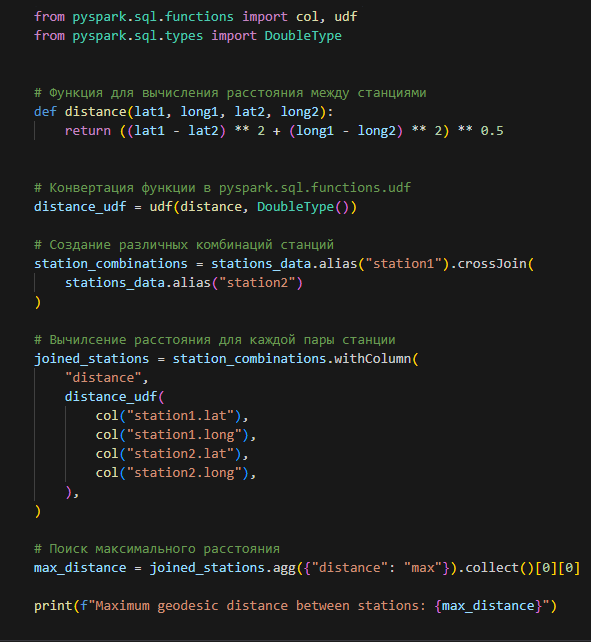 from pyspark.sql.functions import col, udf
from pyspark.sql.types import DoubleType
# Функция для вычисления расстояния между станциями
def distance(lat1, long1, lat2, long2):
    return ((lat1 - lat2) ** 2 + (long1 - long2) ** 2) ** 0.5
# Конвертация функции в pyspark.sql.functions.udf
distance_udf = udf(distance, DoubleType())
# Создание различных комбинаций станций
station_combinations = stations_data.alias("station1").crossJoin(
    stations_data.alias("station2")
)
# Вычилсение расстояния для каждой пары станции
joined_stations = station_combinations.withColumn(
    "distance",
    distance_udf(
        col("station1.lat"),
        col("station1.long"),
        col("station2.lat"),
        col("station2.long"),
    ),
)
# Поиск максимального расстояния
max_distance = joined_stations.agg({"distance": "max"}).collect()[0][0]
print(f"Maximum geodesic distance between stations: {max_distance}")